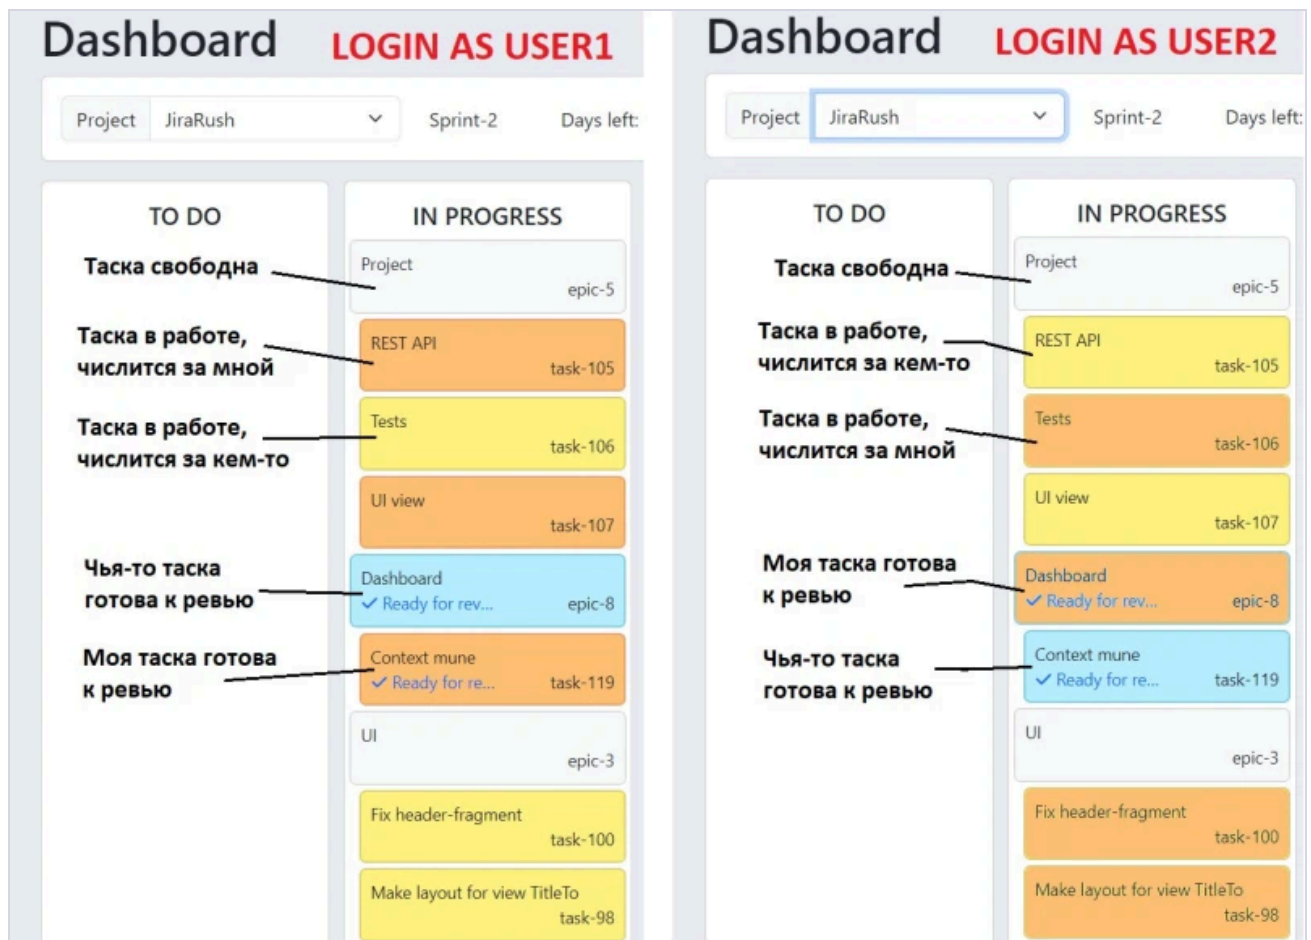 Dashboard LOGIN AS USER1
Project JiraRush Sprint-2 Days left:
TO DO
Таска свободна
Таска в работе,
числится за мной
Таска в работе,
числится за кем-то
Чья-то таска
готова к ревью
Моя таска готова
к ревью
IN PROGRESS
Project
epic-5
REST API
task-105
Tests
task-106
UI view
task-107
Dashboard
Ready for rev... epic-8
Context mune
Ready for re... task-119
UI
epic-3
Fix header-fragment
task-100
Make layout for view TitleTo
task-98
Dashboard LOGIN AS USER2
Project JiraRush Sprint-2 Days left:
TO DO
Таска свободна
Таска в работе,
числится за кем-то
Таска в работе,
числится за мной
Моя таска готова
к ревью
Чья-то таска
готова к ревью
IN PROGRESS
Project
epic-5
REST API
task-105
Tests
task-106
UI view
task-107
Dashboard
Ready for rev... epic-8
Context mune
Ready for re... task-119
UI
epic-3
Fix header-fragment
task-100
Make layout for view TitleTo
task-98